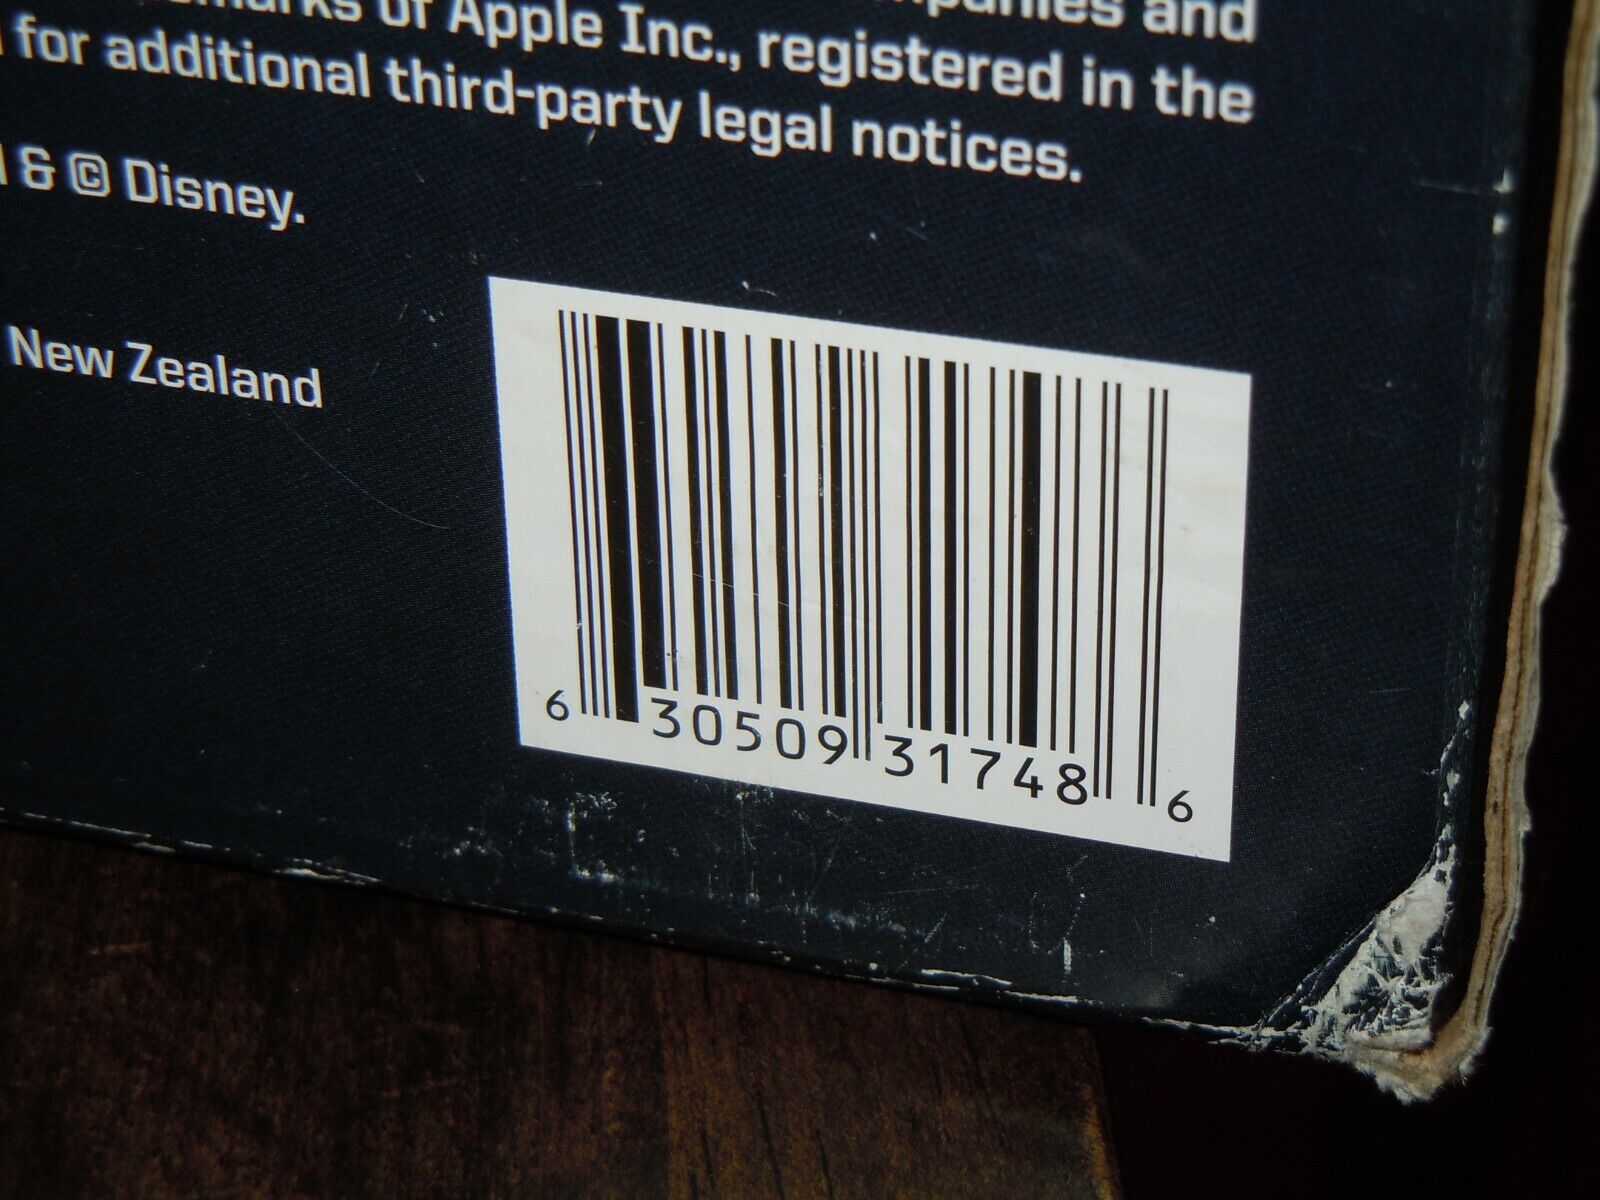 of Apple Inc., registered in the
for additional third-party legal notices.
& © Disney.
New Zealand
6 30509 31748 6